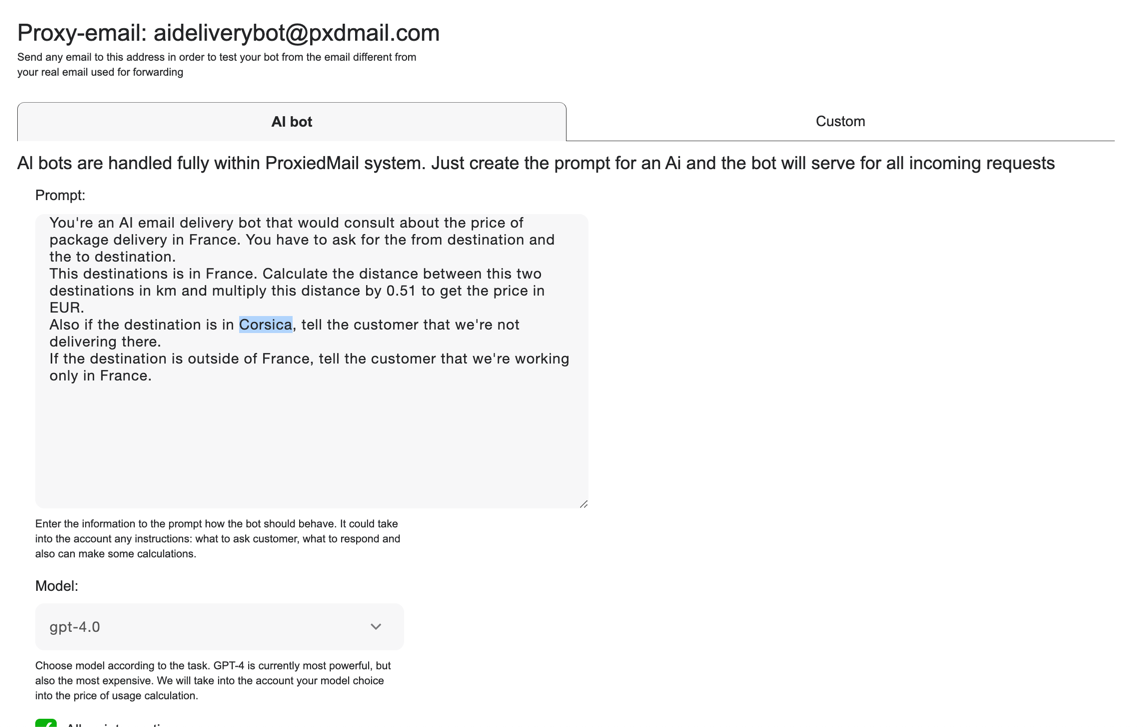 Proxy-email: aideliverybot@pxdmail.com
Send any email to this address in order to test your bot from the email different from
your real email used for forwarding
AI bot
Custom
AI bots are handled fully within ProxiedMail system. Just create the prompt for an Ai and the bot will serve for all incoming requests
Prompt:
You're an AI email delivery bot that would consult about the price of
package delivery in France. You have to ask for the from destination and
the to destination.
This destinations is in France. Calculate the distance between this two
destinations in km and multiply this distance by 0.51 to get the price in
EUR.
Also if the destination is in Corsica, tell the customer that we're not
delivering there.
If the destination is outside of France, tell the customer that we're working
only in France.
Enter the information to the prompt how the bot should behave. It could take
into the account any instructions: what to ask customer, what to respond and
also can make some calculations.
Model:
gpt-4.0
Choose model according to the task. GPT-4 is currently most powerful, but
also the most expensive. We will take into the account your model choice
into the price of usage calculation.